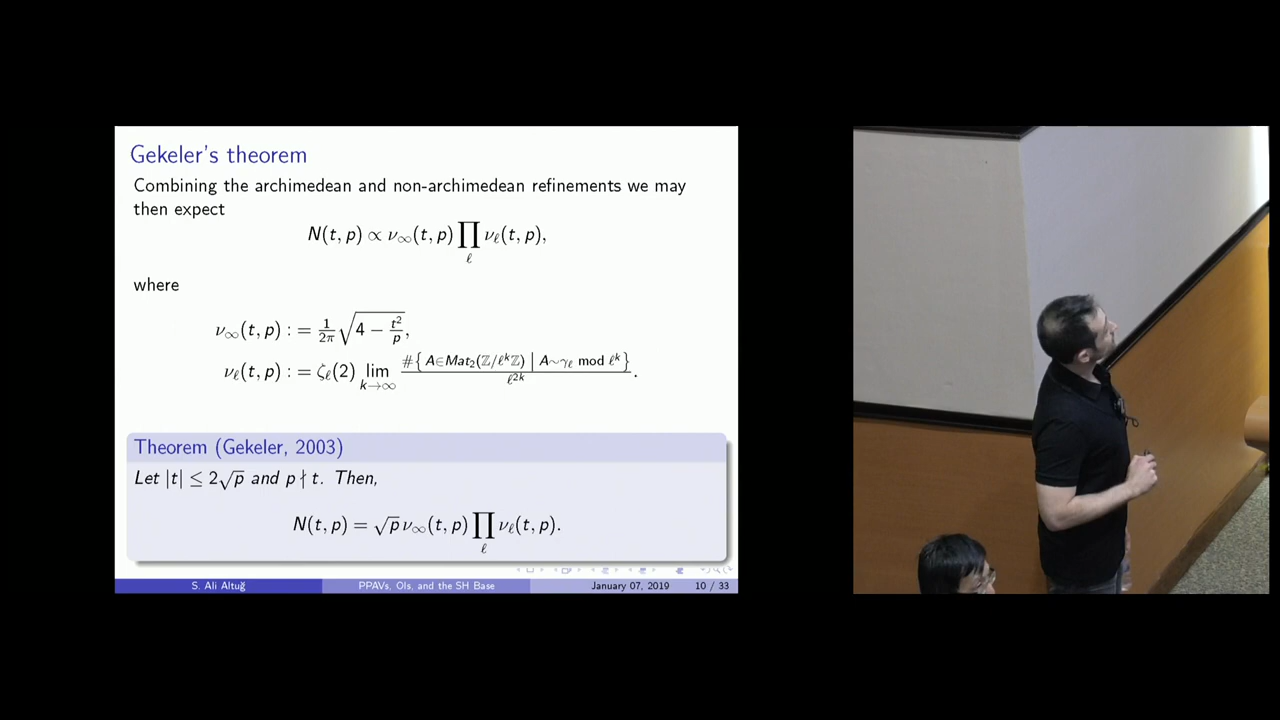 Gekeler's theorem
Combining the archimedean and non-archimedean refinements we may
then expect
N(t, p) ∝ ν∞(t, p) ∏ℓ νℓ(t, p),
where
ν∞(t, p) := 1/2π √(4 − t²/p),
νℓ(t, p) := ζℓ(2) lim k→∞ #{A∈Mat₂(ℤ/ℓᵏℤ) | A∼γℓ mod ℓᵏ} / ℓ²ᵏ.
Theorem (Gekeler, 2003)
Let |t| ≤ 2√p and p ∤ t. Then,
N(t, p) = √p ν∞(t, p) ∏ℓ νℓ(t, p).
S. Ali Altuğ PPAVs, OIs, and the SH Base January 07, 2019 10 / 33